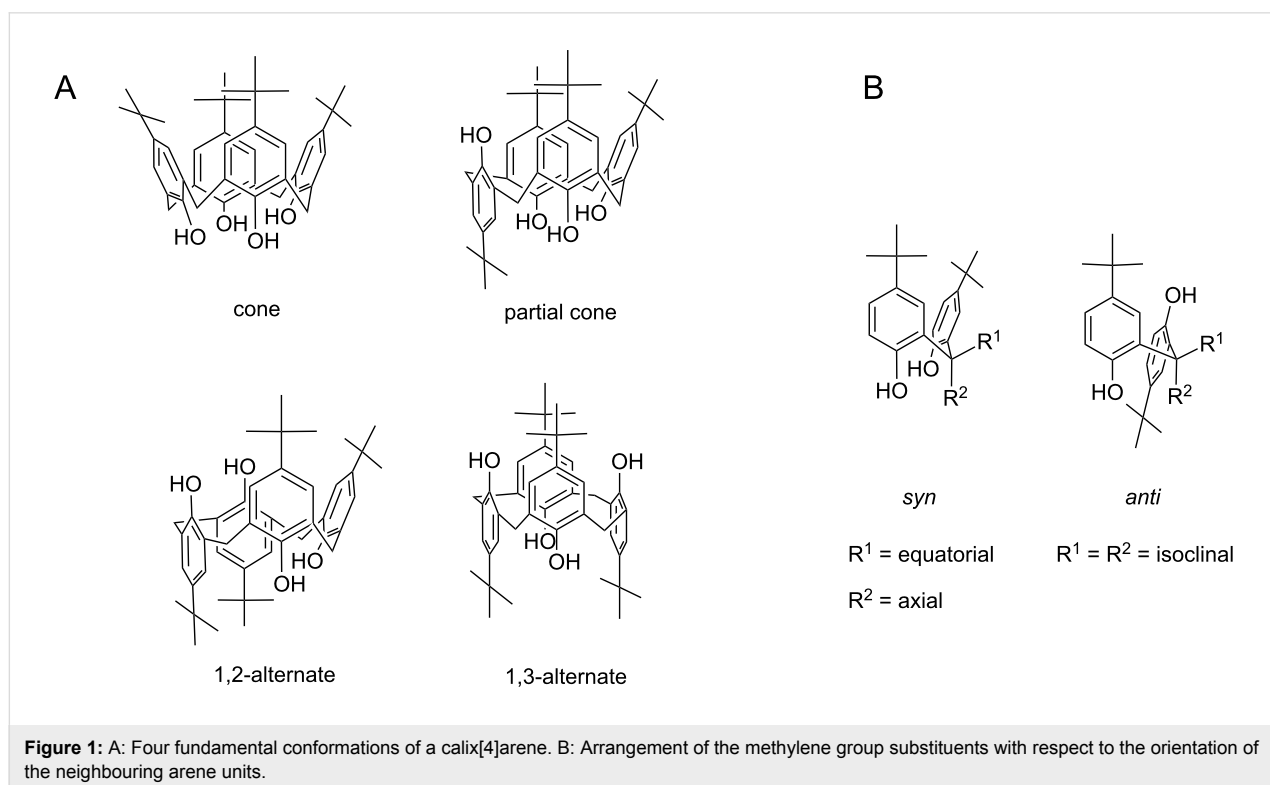 A
B
HO
OH
OH
HO
cone
HO
HO
HO
HO
partial cone
HO
HO
R¹
R²
OH
HO
R¹
R²
syn
anti
R¹ = equatorial
R² = axial
R¹ = R² = isoclinal
HO
HO
HO
OH
1,2-alternate
HO
OH
HO
OH
1,3-alternate
Figure 1: A: Four fundamental conformations of a calix[4]arene. B: Arrangement of the methylene group substituents with respect to the orientation of
the neighbouring arene units.